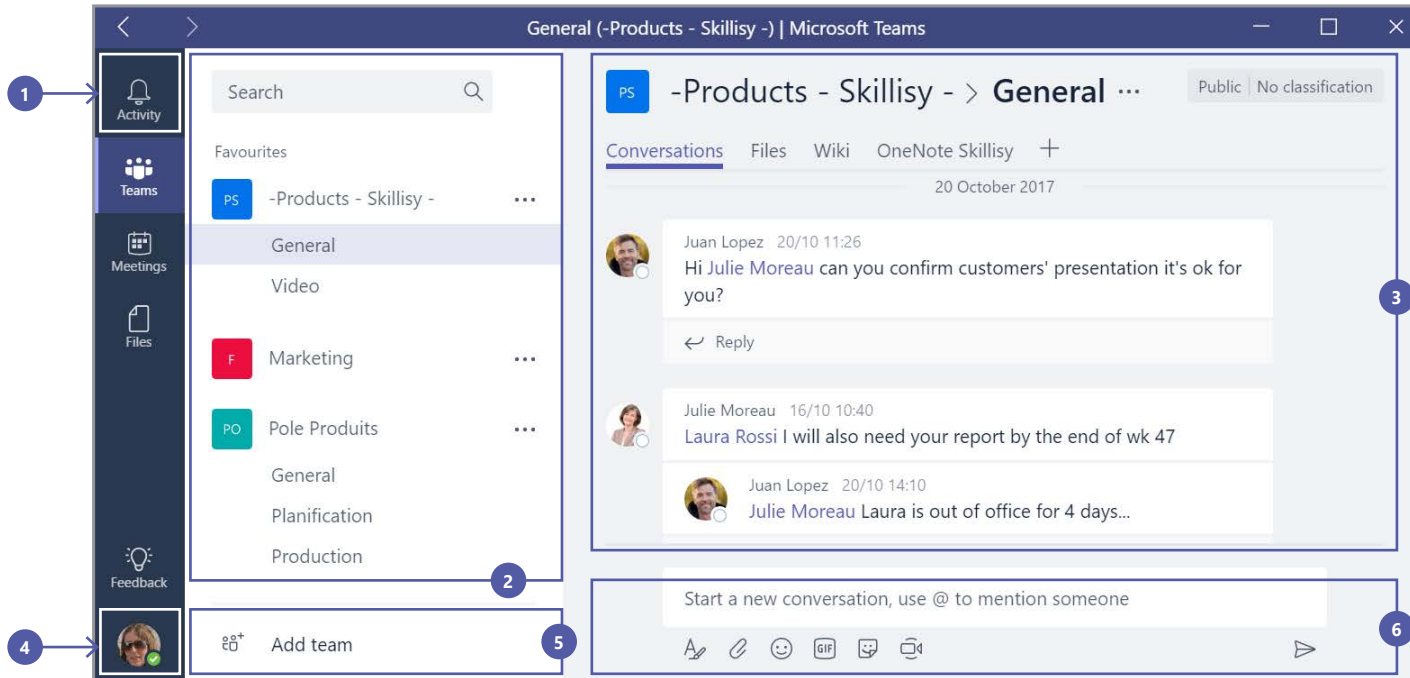 General (-Products - Skillisy -) | Microsoft Teams
1
Activity
Teams
Meetings
Files
Feedback
4
Search
Favourites
PS -Products - Skillisy - ...
General
Video
F Marketing ...
PO Pole Produits ...
General
Planification
Production
2
Add team
5
PS -Products - Skillisy - > General ...
Public | No classification
Conversations Files Wiki OneNote Skillisy +
20 October 2017
Juan Lopez 20/10 11:26
Hi Julie Moreau can you confirm customers' presentation it's ok for
you?
Reply
3
Julie Moreau 16/10 10:40
Laura Rossi I will also need your report by the end of wk 47
Juan Lopez 20/10 14:10
Julie Moreau Laura is out of office for 4 days...
Start a new conversation, use @ to mention someone
GIF
6